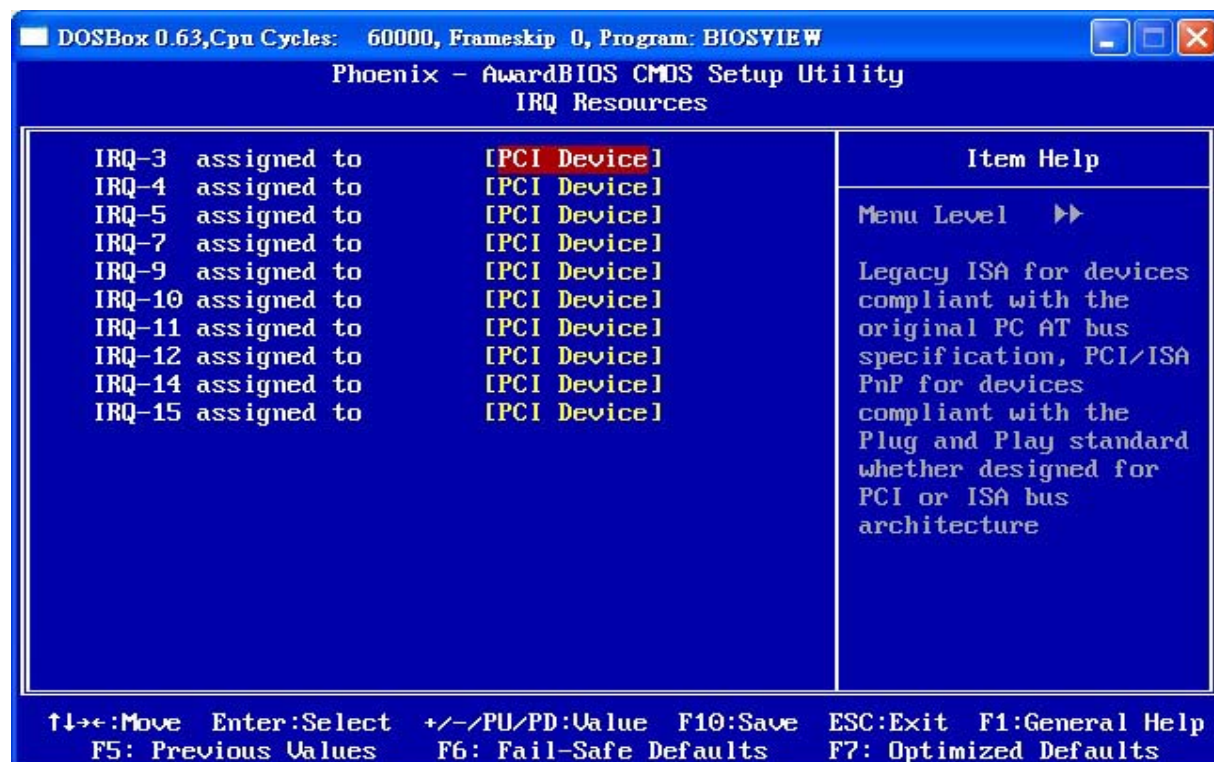 DOSBox 0.63,Cpu Cycles: 60000, Frameskip 0, Program: BIOSVIEW
Phoenix - AwardBIOS CMOS Setup Utility
IRQ Resources
IRQ-3 assigned to [PCI Device]
IRQ-4 assigned to [PCI Device]
IRQ-5 assigned to [PCI Device]
IRQ-7 assigned to [PCI Device]
IRQ-9 assigned to [PCI Device]
IRQ-10 assigned to [PCI Device]
IRQ-11 assigned to [PCI Device]
IRQ-12 assigned to [PCI Device]
IRQ-14 assigned to [PCI Device]
IRQ-15 assigned to [PCI Device]
Item Help
Menu Level ▶▶
Legacy ISA for devices
compliant with the
original PC AT bus
specification, PCI/ISA
PnP for devices
compliant with the
Plug and Play standard
whether designed for
PCI or ISA bus
architecture
↑↓→←:Move Enter:Select +/-/PU/PD:Value F10:Save ESC:Exit F1:General Help
F5: Previous Values F6: Fail-Safe Defaults F7: Optimized Defaults